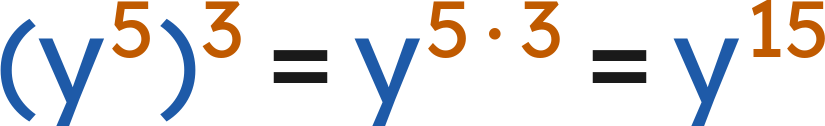 (y⁵)³ = y⁵ · ³ = y¹⁵